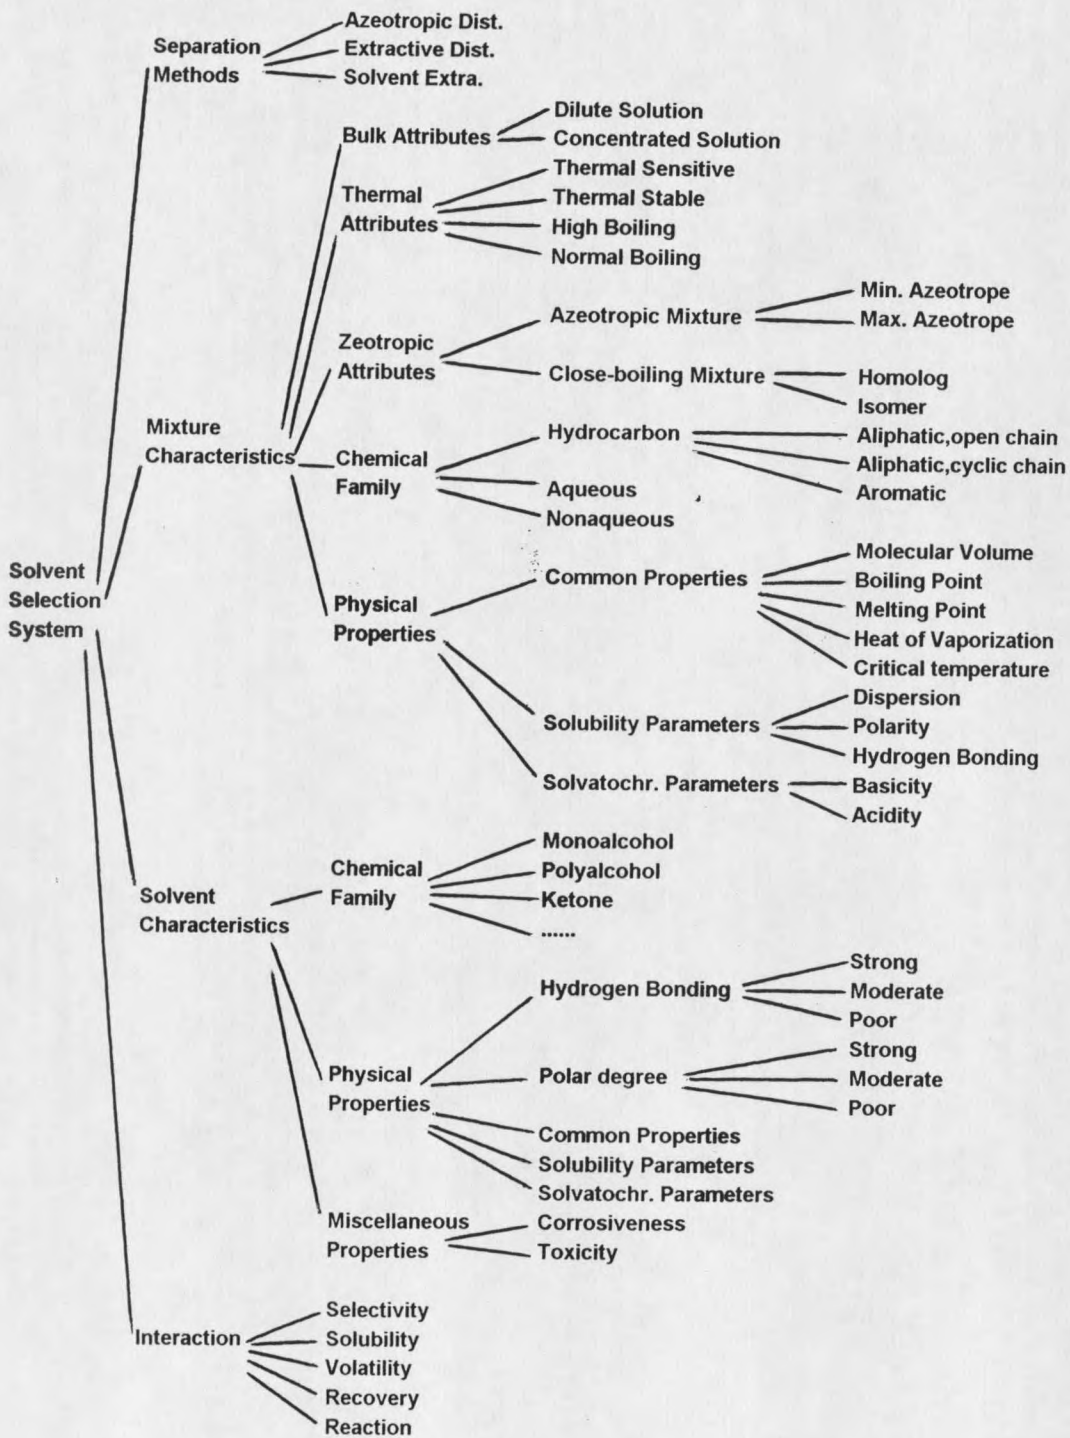 Solvent
Selection
System
Separation
Methods
Azeotropic Dist.
Extractive Dist.
Solvent Extra.
Mixture
Characteristics
Bulk Attributes
Dilute Solution
Concentrated Solution
Thermal
Attributes
Thermal Sensitive
Thermal Stable
High Boiling
Normal Boiling
Zeotropic
Attributes
Azeotropic Mixture
Min. Azeotrope
Max. Azeotrope
Close-boiling Mixture
Homolog
Isomer
Chemical
Family
Hydrocarbon
Aliphatic,open chain
Aliphatic,cyclic chain
Aromatic
Aqueous
Nonaqueous
Physical
Properties
Common Properties
Molecular Volume
Boiling Point
Melting Point
Heat of Vaporization
Critical temperature
Solubility Parameters
Dispersion
Polarity
Hydrogen Bonding
Solvatochr. Parameters
Basicity
Acidity
Solvent
Characteristics
Chemical
Family
Monoalcohol
Polyalcohol
Ketone
......
Physical
Properties
Hydrogen Bonding
Strong
Moderate
Poor
Polar degree
Strong
Moderate
Poor
Common Properties
Solubility Parameters
Solvatochr. Parameters
Miscellaneous
Properties
Corrosiveness
Toxicity
Interaction
Selectivity
Solubility
Volatility
Recovery
Reaction